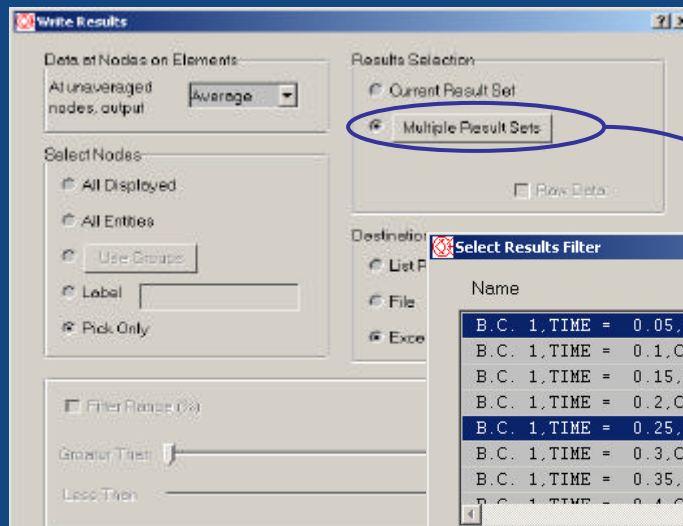 Write Results
Data at Nodes on Elements
At unaveraged
nodes, output
Average
Select Nodes
All Displayed
All Entities
Use Groups
Label
Pick Only
Filter Range (%)
Greater Than
Less Than
Results Selection
Current Result Set
Multiple Result Sets
Raw Data
Destination
List R
File
Exce
Select Results Filter
Name
B.C. 1,TIME = 0.05,
B.C. 1,TIME = 0.1,C
B.C. 1,TIME = 0.15,
B.C. 1,TIME = 0.2,C
B.C. 1,TIME = 0.25,
B.C. 1,TIME = 0.3,C
B.C. 1,TIME = 0.35,